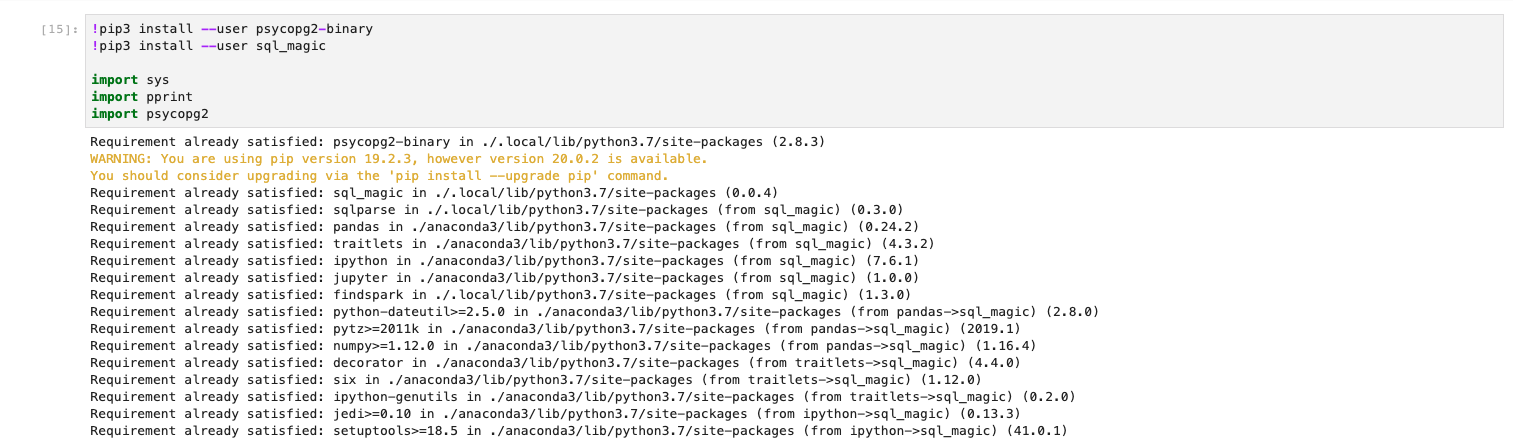 [15]: !pip3 install --user psycopg2-binary
!pip3 install --user sql_magic
import sys
import pprint
import psycopg2
Requirement already satisfied: psycopg2-binary in ./.local/lib/python3.7/site-packages (2.8.3)
WARNING: You are using pip version 19.2.3, however version 20.0.2 is available.
You should consider upgrading via the 'pip install --upgrade pip' command.
Requirement already satisfied: sql_magic in ./.local/lib/python3.7/site-packages (0.0.4)
Requirement already satisfied: sqlparse in ./.local/lib/python3.7/site-packages (from sql_magic) (0.3.0)
Requirement already satisfied: pandas in ./anaconda3/lib/python3.7/site-packages (from sql_magic) (0.24.2)
Requirement already satisfied: traitlets in ./anaconda3/lib/python3.7/site-packages (from sql_magic) (4.3.2)
Requirement already satisfied: ipython in ./anaconda3/lib/python3.7/site-packages (from sql_magic) (7.6.1)
Requirement already satisfied: jupyter in ./anaconda3/lib/python3.7/site-packages (from sql_magic) (1.0.0)
Requirement already satisfied: findspark in ./.local/lib/python3.7/site-packages (from sql_magic) (1.3.0)
Requirement already satisfied: python-dateutil>=2.5.0 in ./anaconda3/lib/python3.7/site-packages (from pandas->sql_magic) (2.8.0)
Requirement already satisfied: pytz>=2011k in ./anaconda3/lib/python3.7/site-packages (from pandas->sql_magic) (2019.1)
Requirement already satisfied: numpy>=1.12.0 in ./anaconda3/lib/python3.7/site-packages (from pandas->sql_magic) (1.16.4)
Requirement already satisfied: decorator in ./anaconda3/lib/python3.7/site-packages (from traitlets->sql_magic) (4.4.0)
Requirement already satisfied: six in ./anaconda3/lib/python3.7/site-packages (from traitlets->sql_magic) (1.12.0)
Requirement already satisfied: ipython-genutils in ./anaconda3/lib/python3.7/site-packages (from traitlets->sql_magic) (0.2.0)
Requirement already satisfied: jedi>=0.10 in ./anaconda3/lib/python3.7/site-packages (from ipython->sql_magic) (0.13.3)
Requirement already satisfied: setuptools>=18.5 in ./anaconda3/lib/python3.7/site-packages (from ipython->sql_magic) (41.0.1)